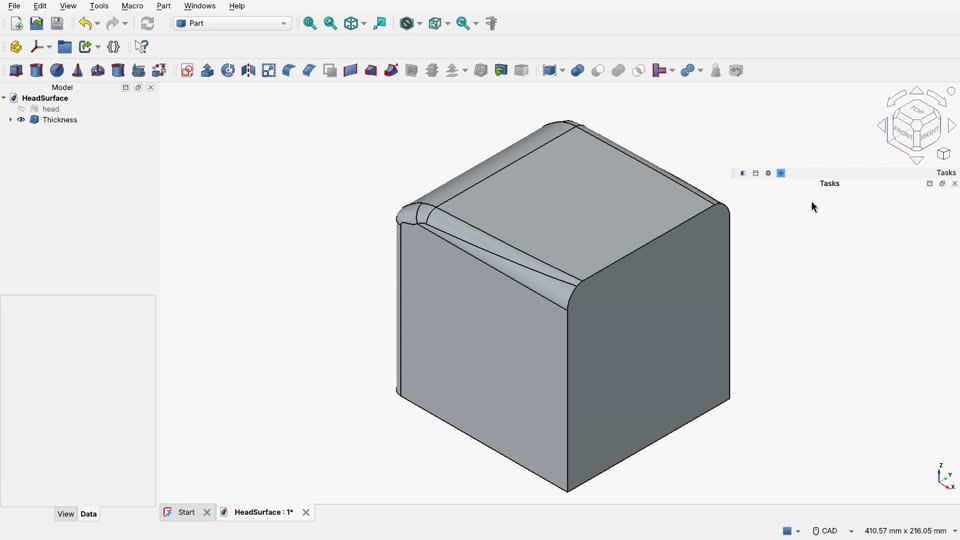 File Edit View Tools Macro Part Windows Help
Part
Model
HeadSurface
head
Thickness
FRONT
RIGHT
Tasks
Tasks
Z
Y
X
View Data
Start HeadSurface : 1*
CAD 410.57 mm x 216.05 mm